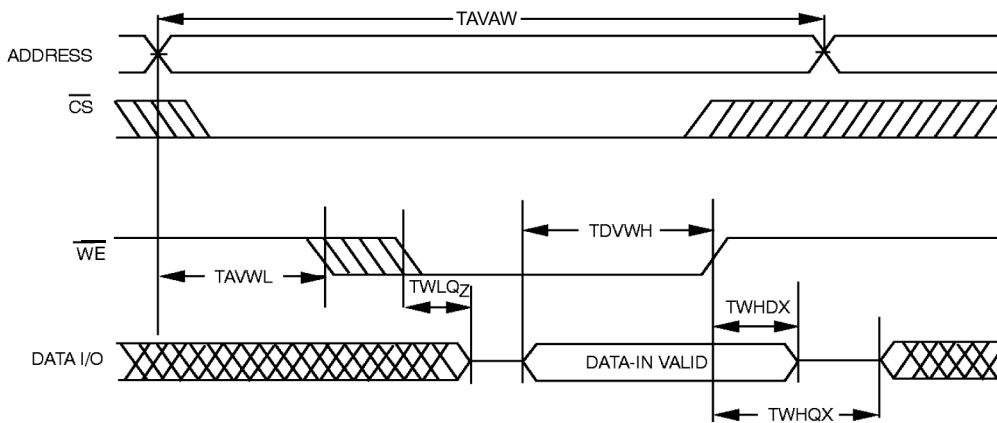 TAVAW
ADDRESS
CS
TDVWH
WE
TAVWL
TWLQZ
TWHDX
DATA I/O
DATA-IN VALID
TWHQX